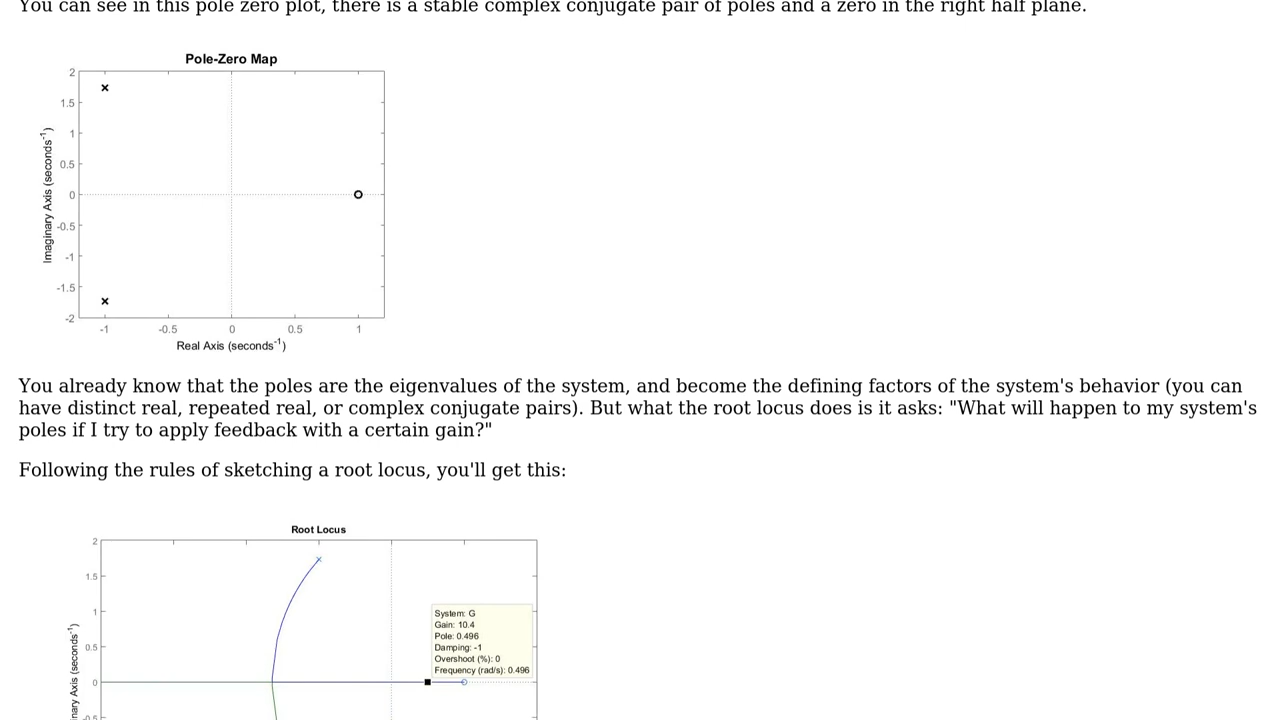 You can see in this pole zero plot, there is a stable complex conjugate pair of poles and a zero in the right half plane.
Pole-Zero Map
2
1.5
1
0.5
0
-0.5
-1
-1.5
-2
Imaginary Axis (seconds⁻¹)
-1 -0.5 0 0.5 1
Real Axis (seconds⁻¹)
You already know that the poles are the eigenvalues of the system, and become the defining factors of the system's behavior (you can
have distinct real, repeated real, or complex conjugate pairs). But what the root locus does is it asks: "What will happen to my system's
poles if I try to apply feedback with a certain gain?"
Following the rules of sketching a root locus, you'll get this:
Root Locus
2
1.5
1
0.5
0
-0.5
nary Axis (seconds⁻¹)
System: G
Gain: 10.4
Pole: 0.496
Damping: -1
Overshoot (%): 0
Frequency (rad/s): 0.496